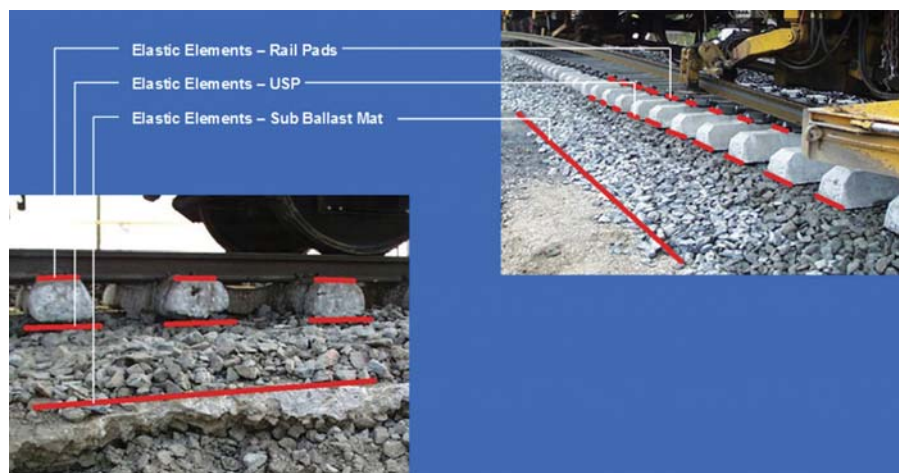 Elastic Elements – Rail Pads
Elastic Elements – USP
Elastic Elements – Sub Ballast Mat